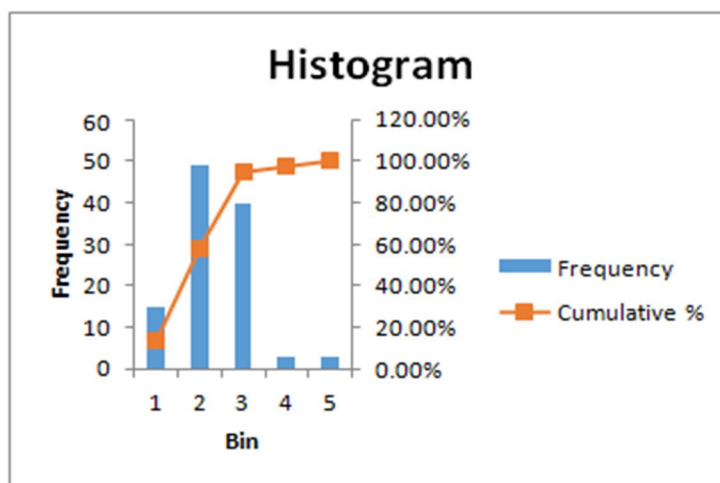 Histogram
60
50
40
30
20
10
0
Frequency
120.00%
100.00%
80.00%
60.00%
40.00%
20.00%
0.00%
1 2 3 4 5
Bin
Frequency
Cumulative %